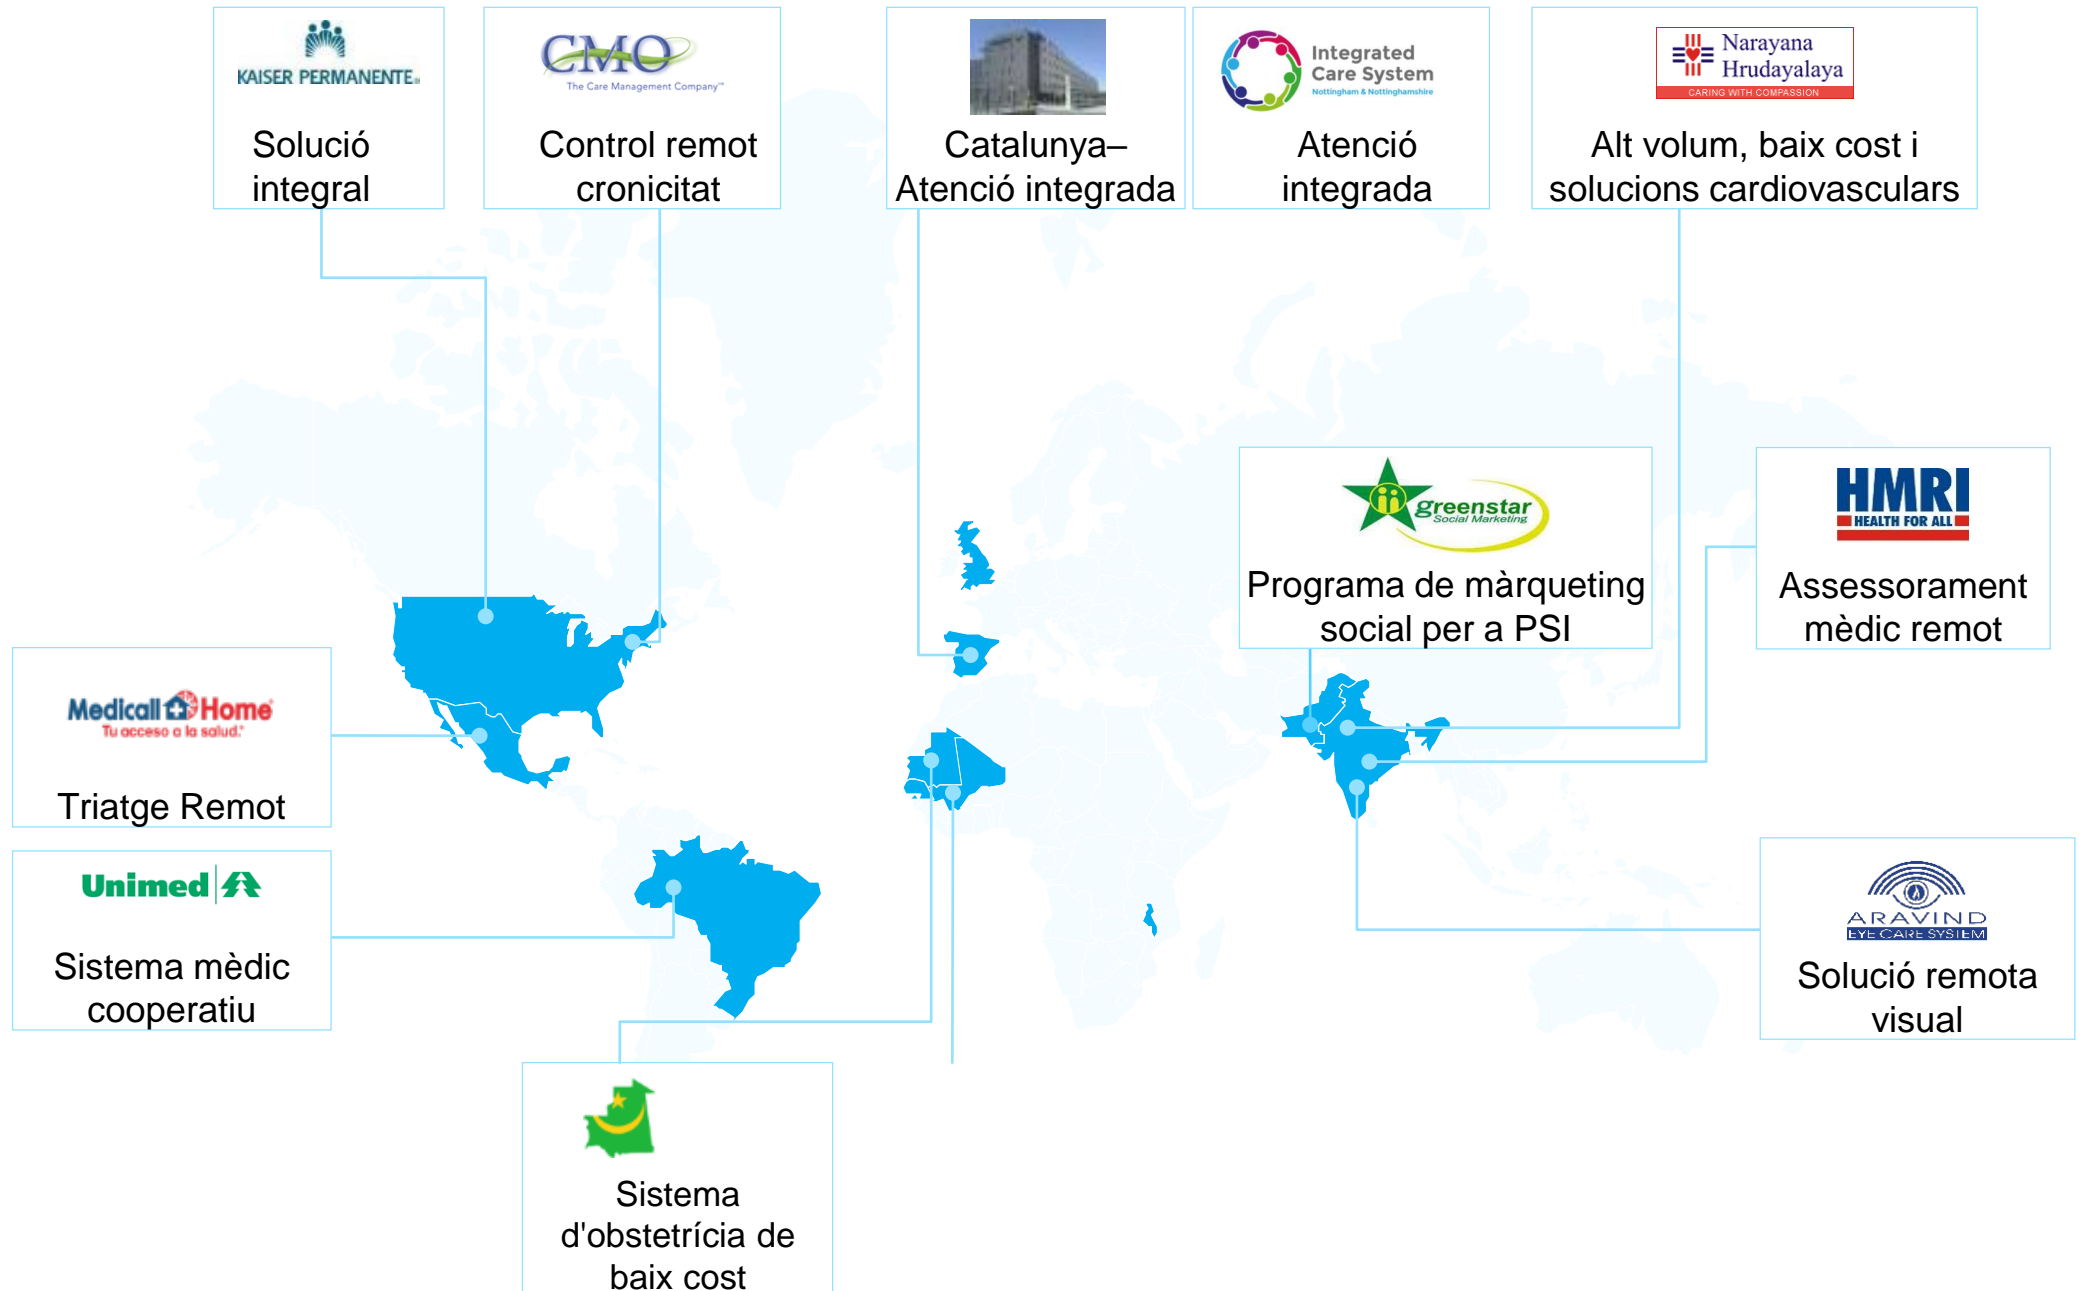 KAISER PERMANENTE®
Solució
integral
CMO
The Care Management Company™
Control remot
cronicitat
Catalunya–
Atenció integrada
Integrated
Care System
Nottingham & Nottinghamshire
Atenció
integrada
Narayana
Hrudayalaya
CARING WITH COMPASSION
Alt volum, baix cost i
solucions cardiovasculars
greenstar
Social Marketing
Programa de màrqueting
social per a PSI
HMRI
HEALTH FOR ALL
Assessorament
mèdic remot
Medicall Home
Tu acceso a la salud.
Triatge Remot
Unimed
Sistema mèdic
cooperatiu
ARAVIND
EYE CARE SYSTEM
Solució remota
visual
Sistema
d'obstetrícia de
baix cost